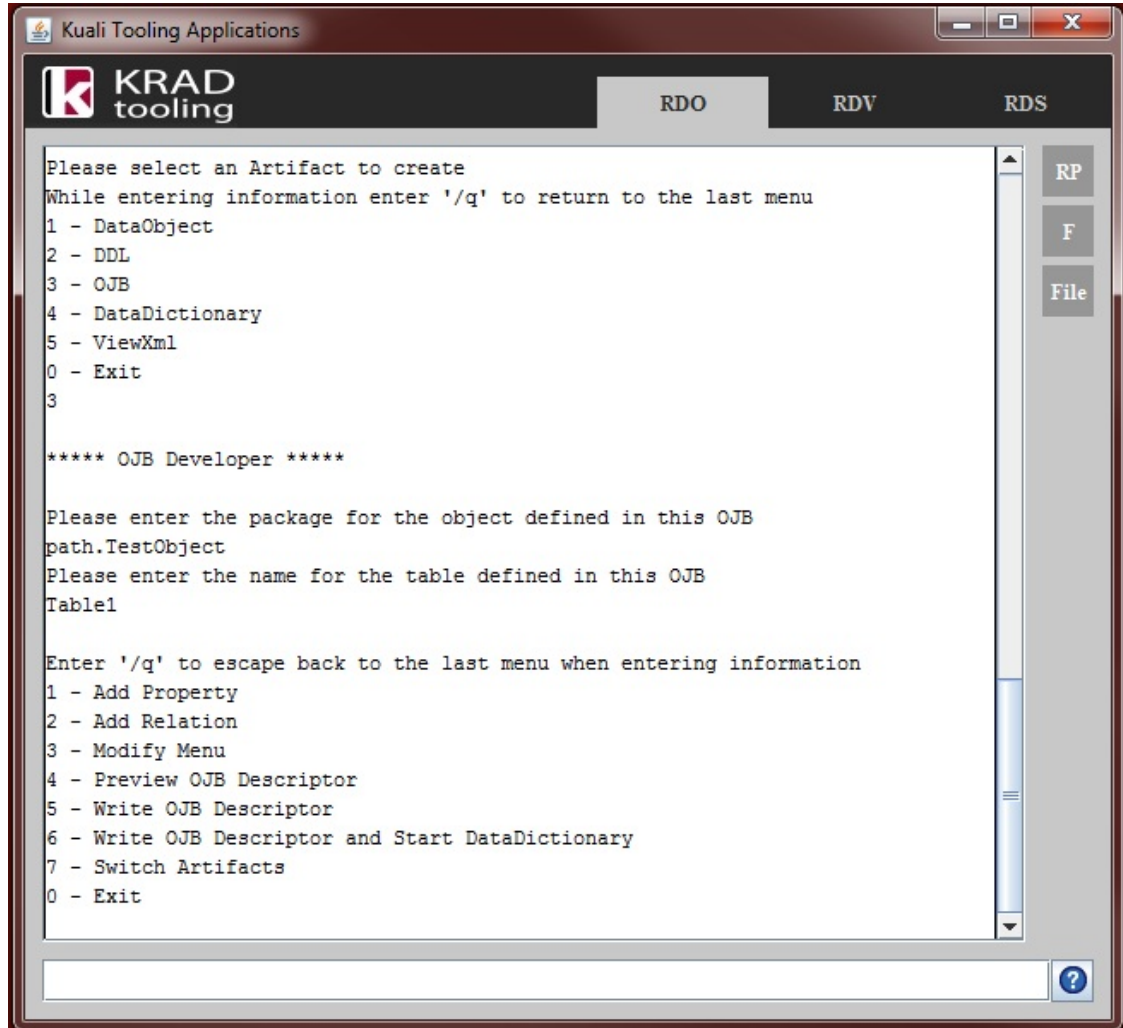 Kuali Tooling Applications
KRAD
tooling
RDO RDV RDS
Please select an Artifact to create
While entering information enter '/q' to return to the last menu
1 - DataObject
2 - DDL
3 - OJB
4 - DataDictionary
5 - ViewXml
0 - Exit
3
***** OJB Developer *****
Please enter the package for the object defined in this OJB
path.TestObject
Please enter the name for the table defined in this OJB
Table1
Enter '/q' to escape back to the last menu when entering information
1 - Add Property
2 - Add Relation
3 - Modify Menu
4 - Preview OJB Descriptor
5 - Write OJB Descriptor
6 - Write OJB Descriptor and Start DataDictionary
7 - Switch Artifacts
0 - Exit
RP
F
File
?